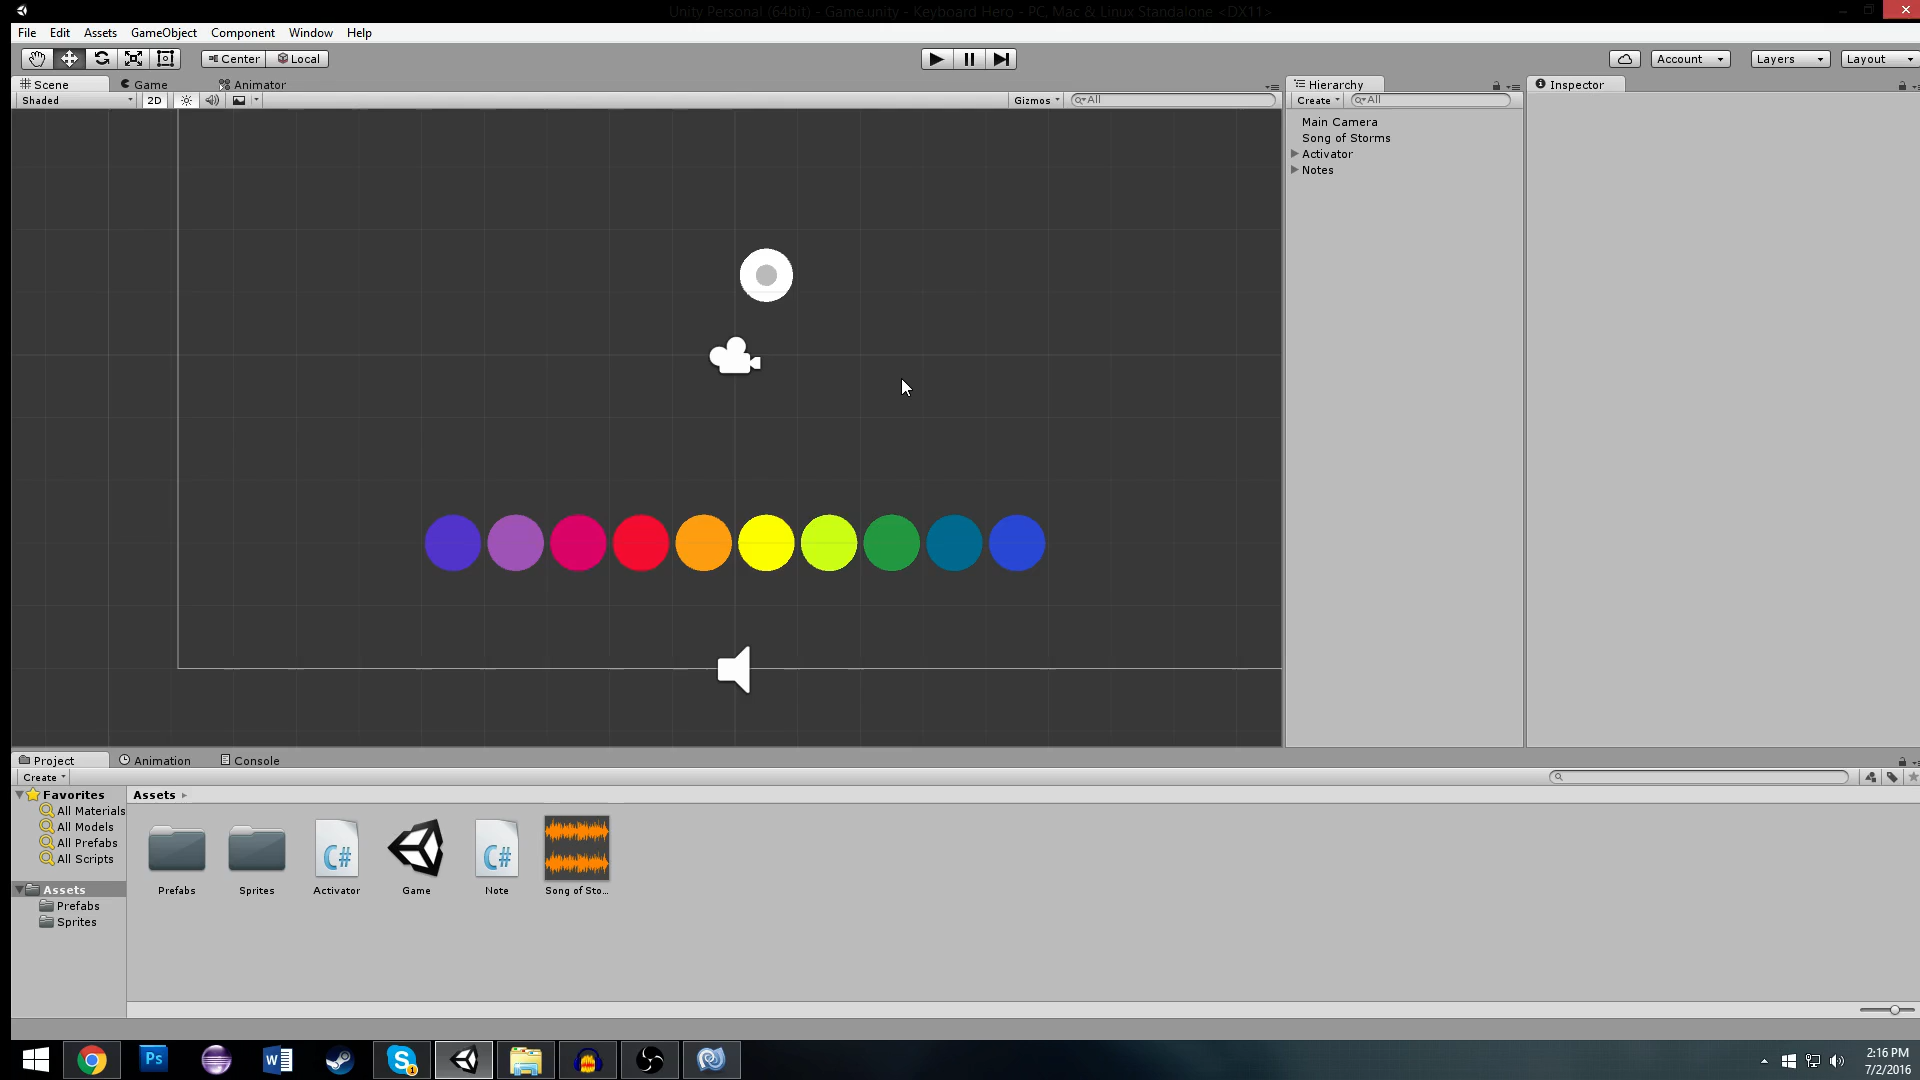 Unity Personal (64bit) - Game.unity - Keyboard Hero - PC, Mac & Linux Standalone <DX11>
File Edit Assets GameObject Component Window Help
Center Local Account Layers Layout
Scene Game Animator Hierarchy Inspector
Shaded 2D Gizmos All Create All
Main Camera
Song of Storms
Activator
Notes
Project Animation Console
Create
Favorites
All Materials
All Models
All Prefabs
All Scripts
Assets
Prefabs
Sprites
Assets
C# C#
Prefabs Sprites Activator Game Note Song of Sto...
Ps W 1
2:16 PM
7/2/2016